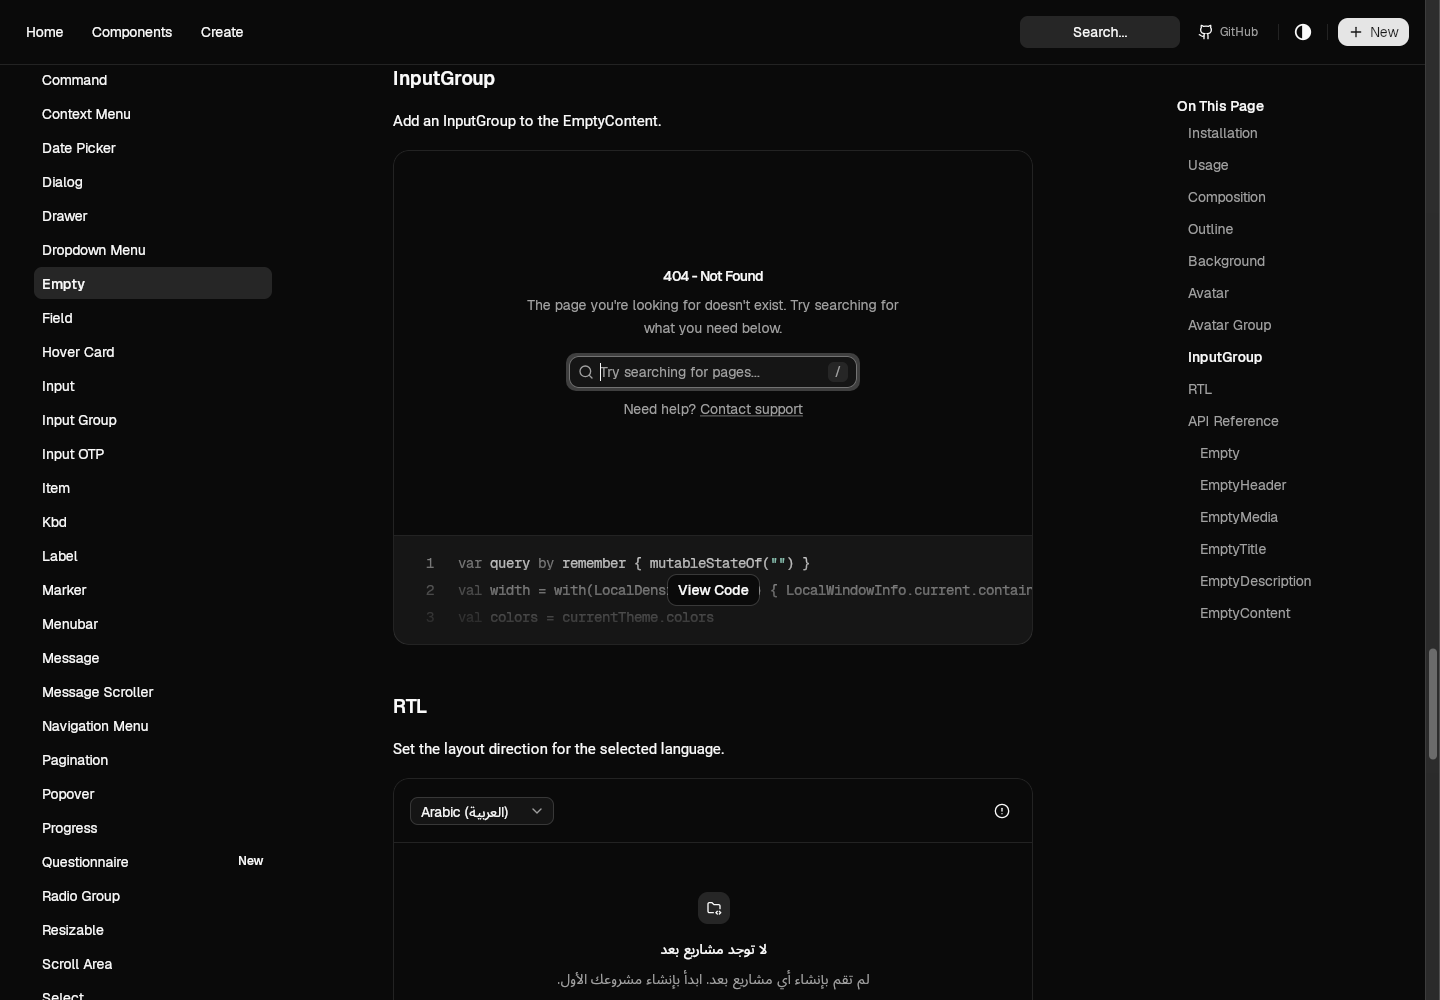 Home
Components
Create
Search...
GitHub
New
Command
Context Menu
Date Picker
Dialog
Drawer
Dropdown Menu
Empty
Field
Hover Card
Input
Input Group
Input OTP
Item
Kbd
Label
Marker
Menubar
Message
Message Scroller
Navigation Menu
Pagination
Popover
Progress
Questionnaire New
Radio Group
Resizable
Scroll Area
Select
InputGroup
Add an InputGroup to the EmptyContent.
404 - Not Found
The page you're looking for doesn't exist. Try searching for
what you need below.
Try searching for pages... /
Need help? Contact support
1 var query by remember { mutableStateOf("") }
2 val width = with(LocalDens ) { LocalWindowInfo.current.contain
View Code
3 val colors = currentTheme.colors
RTL
Set the layout direction for the selected language.
Arabic (العربية)
لا توجد مشاريع بعد
لم تقم بإنشاء أي مشاريع بعد. ابدأ بإنشاء مشروعك الأول.
On This Page
Installation
Usage
Composition
Outline
Background
Avatar
Avatar Group
InputGroup
RTL
API Reference
Empty
EmptyHeader
EmptyMedia
EmptyTitle
EmptyDescription
EmptyContent